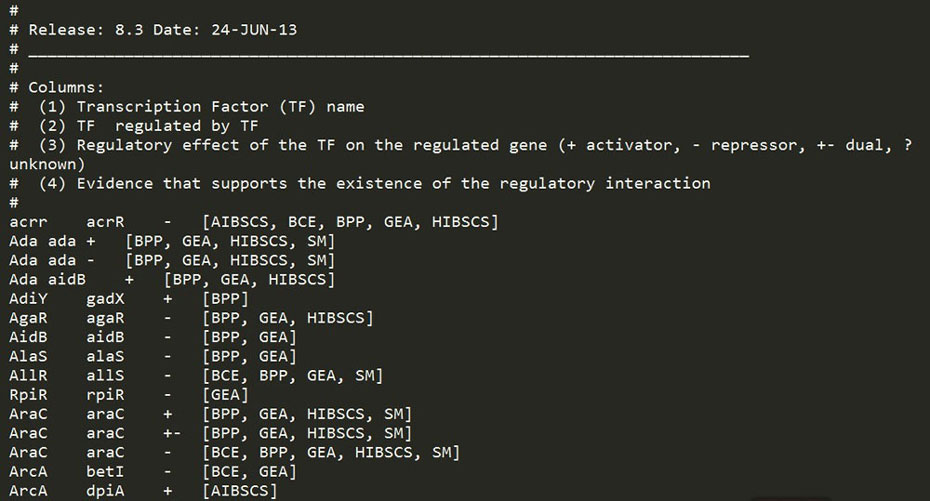 #
# Release: 8.3 Date: 24-JUN-13
# ___________________________________________________________________________
#
# Columns:
#  (1) Transcription Factor (TF) name
#  (2) TF  regulated by TF
#  (3) Regulatory effect of the TF on the regulated gene (+ activator, - repressor, +- dual, ?
unknown)
#  (4) Evidence that supports the existence of the regulatory interaction
#
acrr    acrR    -   [AIBSCS, BCE, BPP, GEA, HIBSCS]
Ada ada +   [BPP, GEA, HIBSCS, SM]
Ada ada -   [BPP, GEA, HIBSCS, SM]
Ada aidB    +   [BPP, GEA, HIBSCS]
AdiY    gadX    +   [BPP]
AgaR    agaR    -   [BPP, GEA, HIBSCS]
AidB    aidB    -   [BPP, GEA]
AlaS    alaS    -   [BPP, GEA]
AllR    allS    -   [BCE, BPP, GEA, SM]
RpiR    rpiR    -   [GEA]
AraC    araC    +   [BPP, GEA, HIBSCS, SM]
AraC    araC    +-  [BPP, GEA, HIBSCS, SM]
AraC    araC    -   [BCE, BPP, GEA, HIBSCS, SM]
ArcA    betI    -   [BCE, GEA]
ArcA    dpiA    +   [AIBSCS]